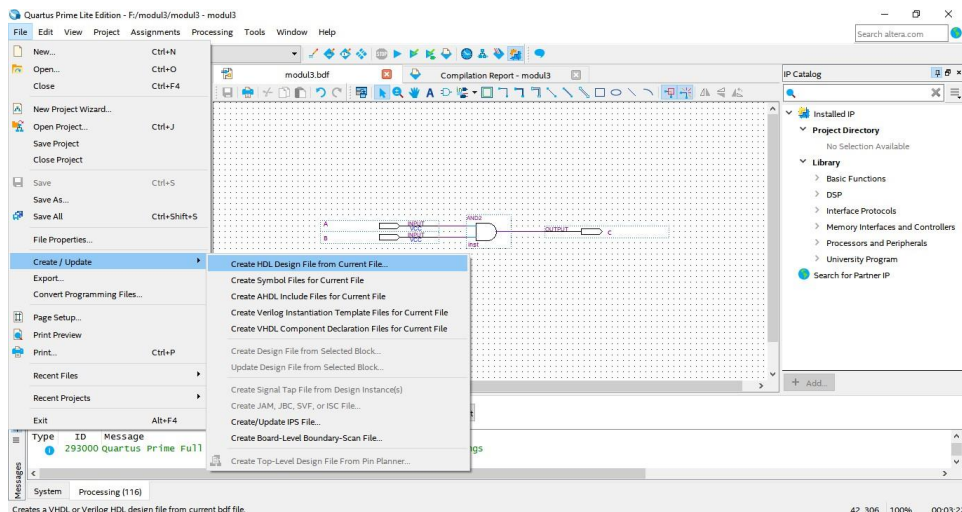 Quartus Prime Lite Edition - F:/modul3/modul3 - modul3
File Edit View Project Assignments Processing Tools Window Help
Search altera.com
New... Ctrl+N
Open... Ctrl+O
Close Ctrl+F4
New Project Wizard...
Open Project... Ctrl+J
Save Project
Close Project
Save Ctrl+S
Save As...
Save All Ctrl+Shift+S
File Properties...
Create / Update
Export...
Convert Programming Files...
Page Setup...
Print Preview
Print... Ctrl+P
Recent Files
Recent Projects
Exit Alt+F4
Create HDL Design File from Current File...
Create Symbol Files for Current File
Create AHDL Include Files for Current File
Create Verilog Instantiation Template Files for Current File
Create VHDL Component Declaration Files for Current File
Create Design File from Selected Block...
Update Design File from Selected Block...
Create Signal Tap File from Design Instance(s)
Create JAM, JBC, SVF, or ISC File...
Create/Update IPS File...
Create Board-Level Boundary-Scan File...
Create Top-Level Design File From Pin Planner...
modul3.bdf
Compilation Report - modul3
A INPUT VCC
B INPUT VCC
AND2
inst
OUTPUT C
IP Catalog
Installed IP
Project Directory
No Selection Available
Library
Basic Functions
DSP
Interface Protocols
Memory Interfaces and Controllers
Processors and Peripherals
University Program
Search for Partner IP
+ Add...
Type ID Message
293000 Quartus Prime Full
Messages
System Processing (116)
Creates a VHDL or Verilog HDL design file from current bdf file.
42, 306 100% 00:03:2